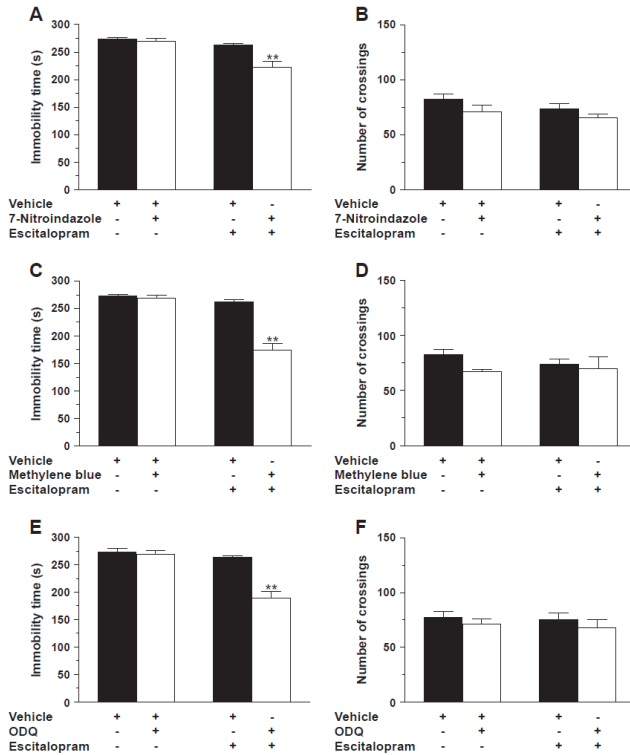 A
Immobility time (s)
300
250
200
150
100
50
0
Vehicle + + + -
7-Nitroindazole - + - +
Escitalopram - - + +
B
Number of crossings
150
100
50
0
Vehicle + + + -
7-Nitroindazole - + - +
Escitalopram - - + +
**
C
Immobility time (s)
300
250
200
150
100
50
0
**
Vehicle + + + -
Methylene blue - + - +
Escitalopram - - + +
D
Number of crossings
150
100
50
0
Vehicle + + + -
Methylene blue - + - +
Escitalopram - - + +
E
Immobility time (s)
300
250
200
150
100
50
0
**
Vehicle + + + -
ODQ - + - +
Escitalopram - - + +
F
Number of crossings
150
100
50
0
Vehicle + + + -
ODQ - + - +
Escitalopram - - + +